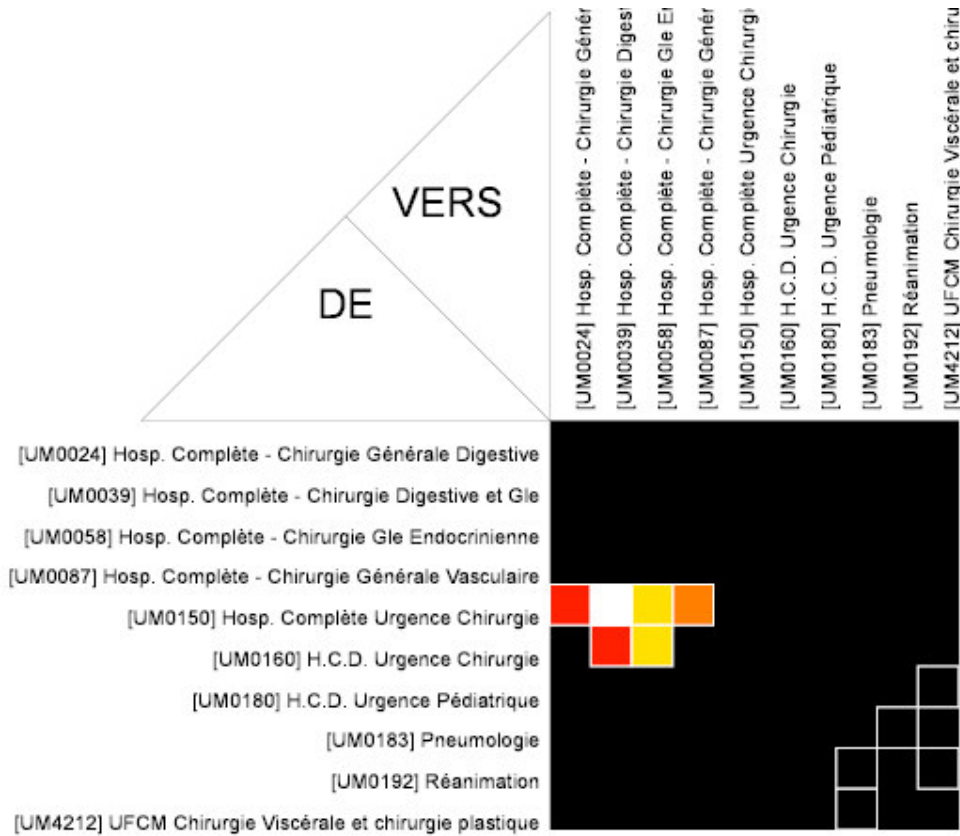 VERS
DE
[UM0024] Hosp. Complète - Chirurgie Génér
[UM0039] Hosp. Complète - Chirurgie Digest
[UM0058] Hosp. Complète - Chirurgie Gle En
[UM0087] Hosp. Complète - Chirurgie Génér
[UM0150] Hosp. Complète Urgence Chirurgi
[UM0160] H.C.D. Urgence Chirurgie
[UM0180] H.C.D. Urgence Pédiatrique
[UM0183] Pneumologie
[UM0192] Réanimation
[UM4212] UFCM Chirurgie Viscérale et chiru
[UM0024] Hosp. Complète - Chirurgie Générale Digestive
[UM0039] Hosp. Complète - Chirurgie Digestive et Gle
[UM0058] Hosp. Complète - Chirurgie Gle Endocrinienne
[UM0087] Hosp. Complète - Chirurgie Générale Vasculaire
[UM0150] Hosp. Complète Urgence Chirurgie
[UM0160] H.C.D. Urgence Chirurgie
[UM0180] H.C.D. Urgence Pédiatrique
[UM0183] Pneumologie
[UM0192] Réanimation
[UM4212] UFCM Chirurgie Viscérale et chirurgie plastique